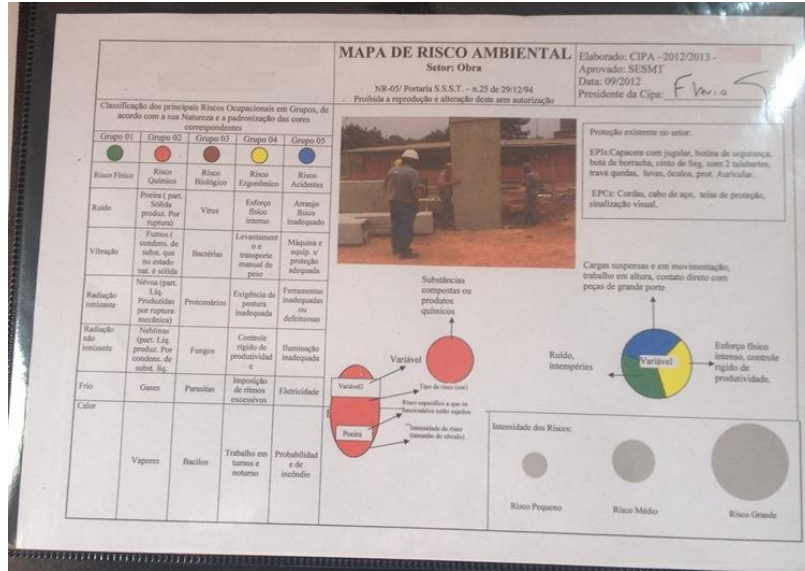 MAPA DE RISCO AMBIENTAL
Setor: Obra
NR-05/ Portaria S.S.S.T. – n.25 de 29/12/94
Proibida a reprodução e alteração deste sem autorização
Elaborado: CIPA –2012/2013 -
Aprovado: SESMT
Data: 09/2012
Presidente da Cipa:
Classificação dos principais Riscos Ocupacionais em Grupos, de
acordo com a sua Natureza e a padronização das cores
correspondentes
Grupo 01 Grupo 02 Grupo 03 Grupo 04 Grupo 05
Risco Físico
Risco
Químico
Risco
Biológico
Risco
Ergonômico
Risco
Acidentes
Ruído
Poeira ( part.
Sólida
produz. Por
ruptura)
Vírus
Esforço
físico
intenso
Arranjo
físico
inadequado
Vibração
Fumos (
condens. de
subst. que
no estado
nat. é sólida
Bactérias
Levantament
o e
transporte
manual de
peso
Máquina e
equip. s/
proteção
adequada
Radiação
ionizante
Névoa (part.
Líq.
Produzidas
por ruptura
mecânica)
Protozoários
Exigência de
postura
inadequada
Ferramentas
inadequadas
ou
defeituosas
Radiação
não
ionizante
Neblinas
(part. Líq.
produz. Por
condens. de
subst. líq.
Fungos
Controle
rígido de
produtividad
e
Iluminação
inadequada
Frio
Gases
Parasitas
Imposição
de ritmos
excessivos
Eletricidade
Calor
Vapores
Bacilos
Trabalho em
turnos e
noturno
Probabilidad
e de
incêndio
Proteção existente no setor:
EPIs:Capacete com jugular, botina de segurança,
bota de borracha, cinto de Seg. com 2 talabartes,
trava quedas, luvas, óculos, prot. Auricular.
EPCs: Cordas, cabo de aço, telas de proteção,
sinalização visual.
Substâncias
compostas ou
produtos
químicos
Variável
Variável2
Tipo de risco (cor)
Risco específico a que os
funcionários estão sujeitos
Poeira
Intensidade do risco
(tamanho do círculo)
Cargas suspensas e em movimentação,
trabalho em altura, contato direto com
peças de grande porte
Ruído,
intempéries
Variável
Esforço físico
intenso, controle
rígido de
produtividade.
Intensidade dos Riscos:
Risco Pequeno
Risco Médio
Risco Grande